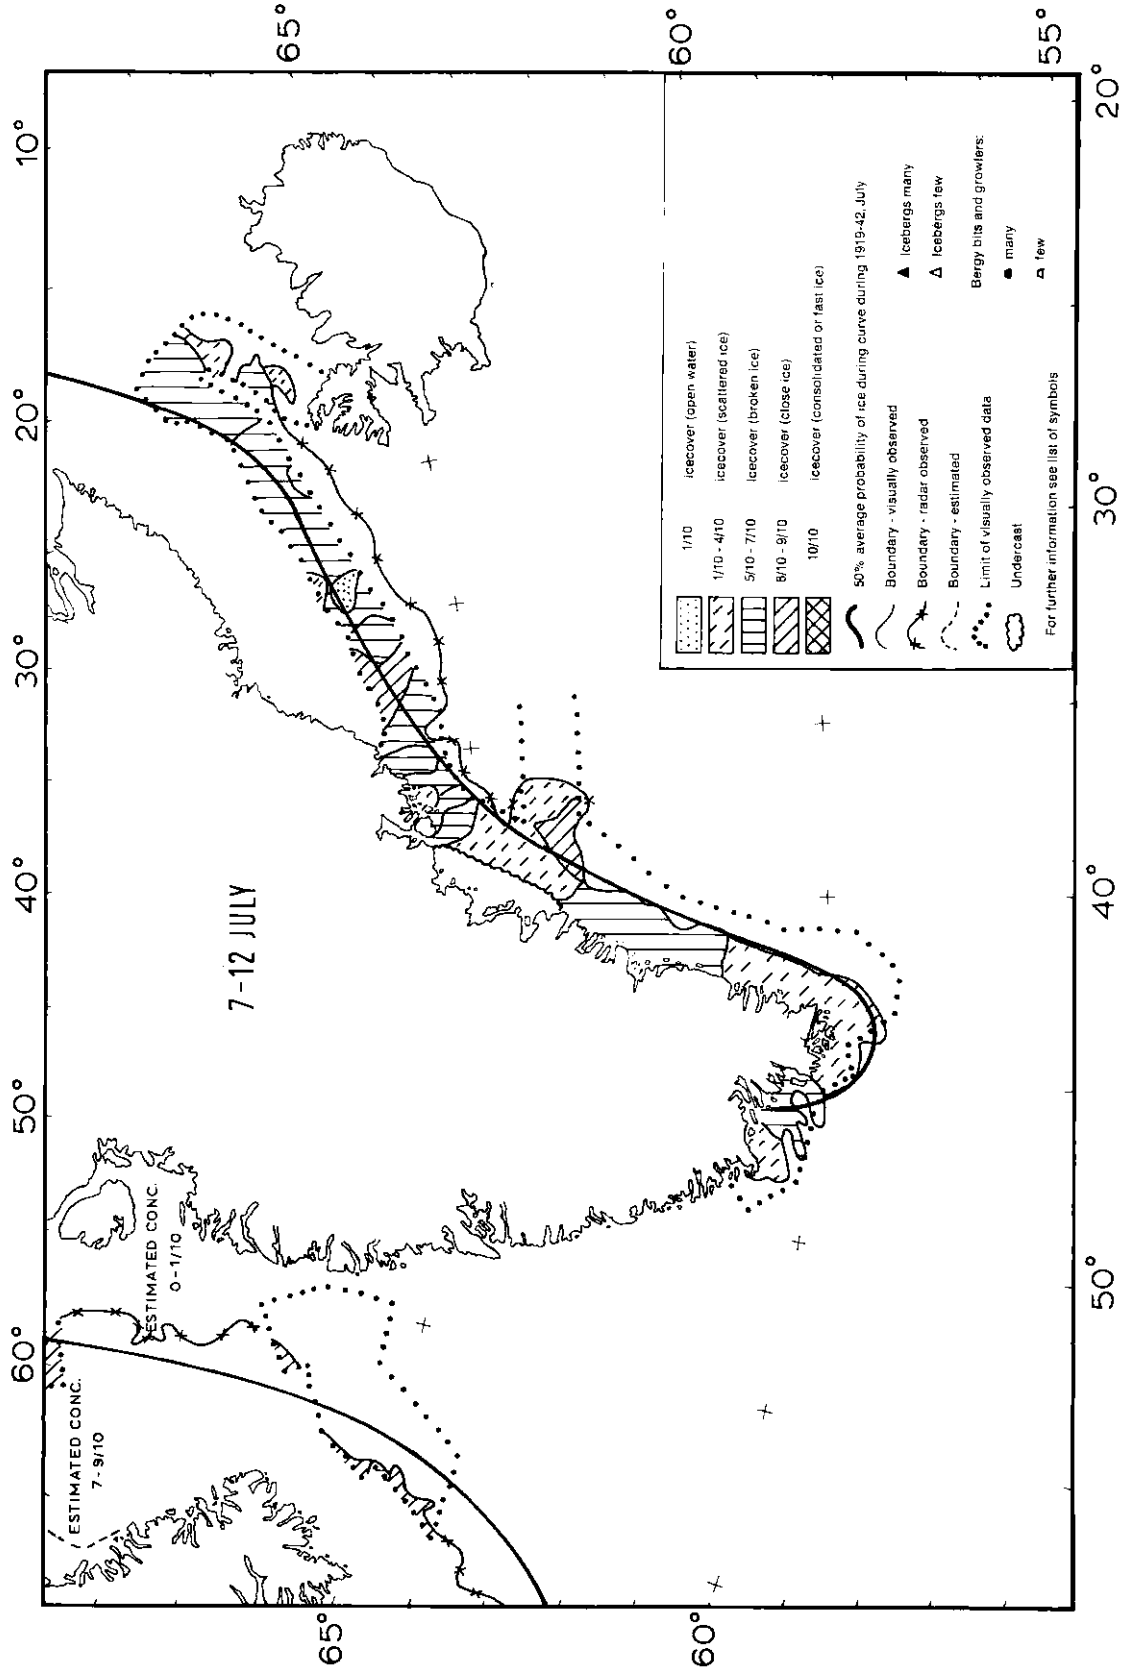 60°
50°
40°
30°
20°
10°
65°
60°
55°
65°
60°
50°
40°
30°
20°
ESTIMATED CONC.
7-9/10
ESTIMATED CONC.
0-1/10
7-12 JULY
1/10 icecover (open water)
1/10 - 4/10 icecover (scattered ice)
5/10 - 7/10 icecover (broken ice)
8/10 - 9/10 icecover (close ice)
10/10 icecover (consolidated or fast ice)
50% average probability of ice during curve during 1919-42, July
Boundary - visually observed
Boundary - radar observed
Boundary - estimated
Limit of visually observed data
Undercast
Icebergs many
Icebergs few
Bergy bits and growlers:
many
few
For further information see list of symbols